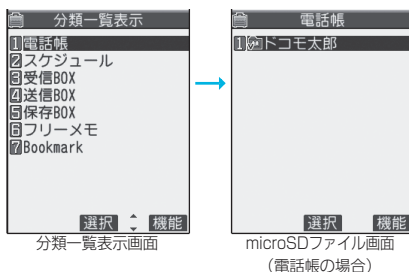 分類一覧表示
1電話帳
2スケジュール
3受信BOX
4送信BOX
5保存BOX
6フリーメモ
7Bookmark
選択 機能
分類一覧表示画面
電話帳
1ドコモ太郎
選択 機能
microSDファイル画面
(電話帳の場合)